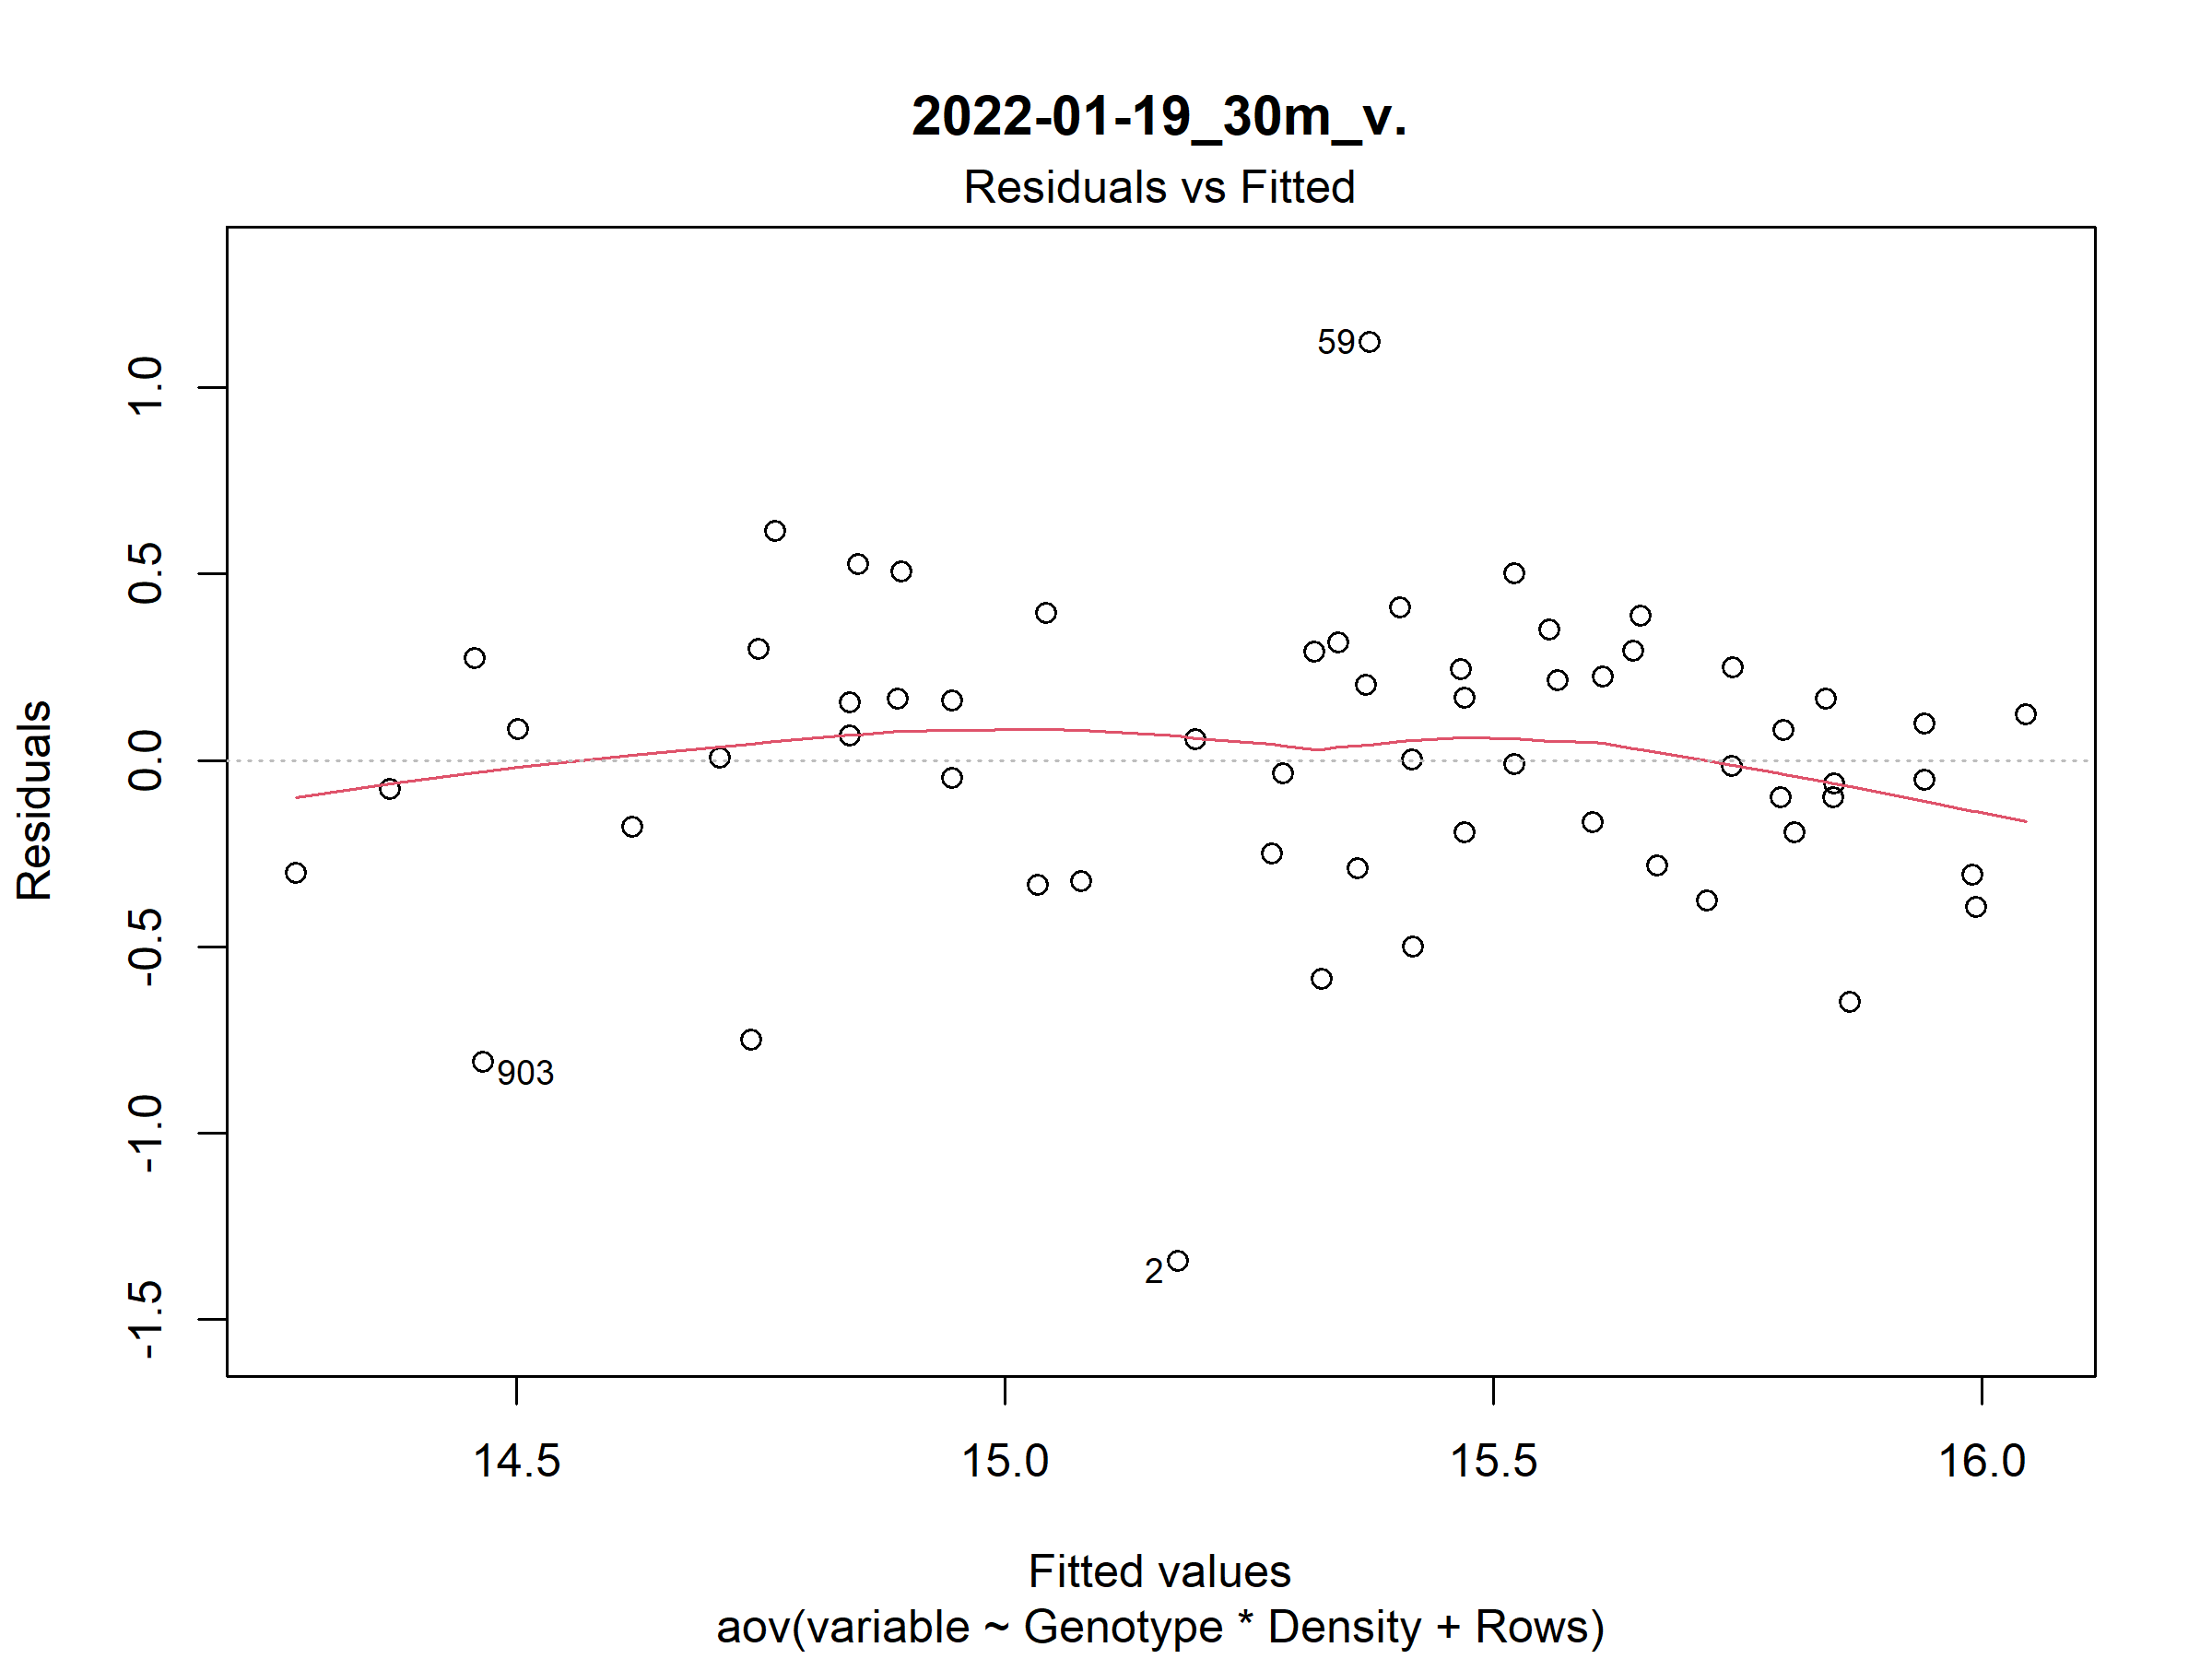 2022-01-19_30m_v.
Residuals vs Fitted
Residuals
1.0
0.5
0.0
-0.5
-1.0
-1.5
59
903
2
14.5 15.0 15.5 16.0
Fitted values
aov(variable ~ Genotype * Density + Rows)